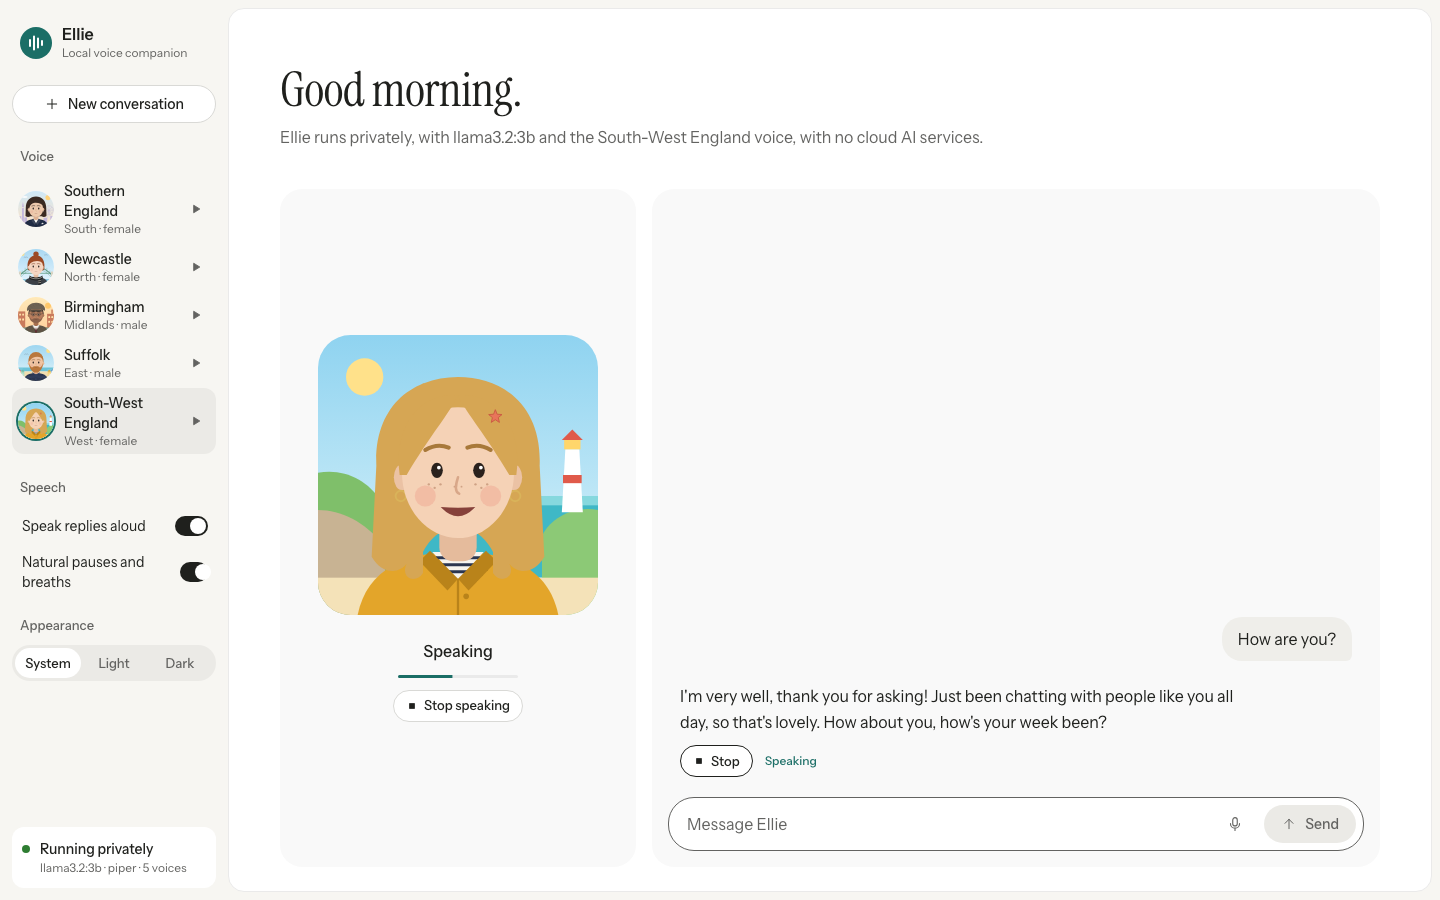 Ellie
Local voice companion
New conversation
Voice
Southern
England
South · female
Newcastle
North · female
Birmingham
Midlands · male
Suffolk
East · male
South-West
England
West · female
Speech
Speak replies aloud
Natural pauses and
breaths
Appearance
System Light Dark
Running privately
llama3.2:3b · piper · 5 voices
Good morning.
Ellie runs privately, with llama3.2:3b and the South-West England voice, with no cloud AI services.
Speaking
Stop speaking
How are you?
I'm very well, thank you for asking! Just been chatting with people like you all
day, so that's lovely. How about you, how's your week been?
Stop Speaking
Message Ellie Send